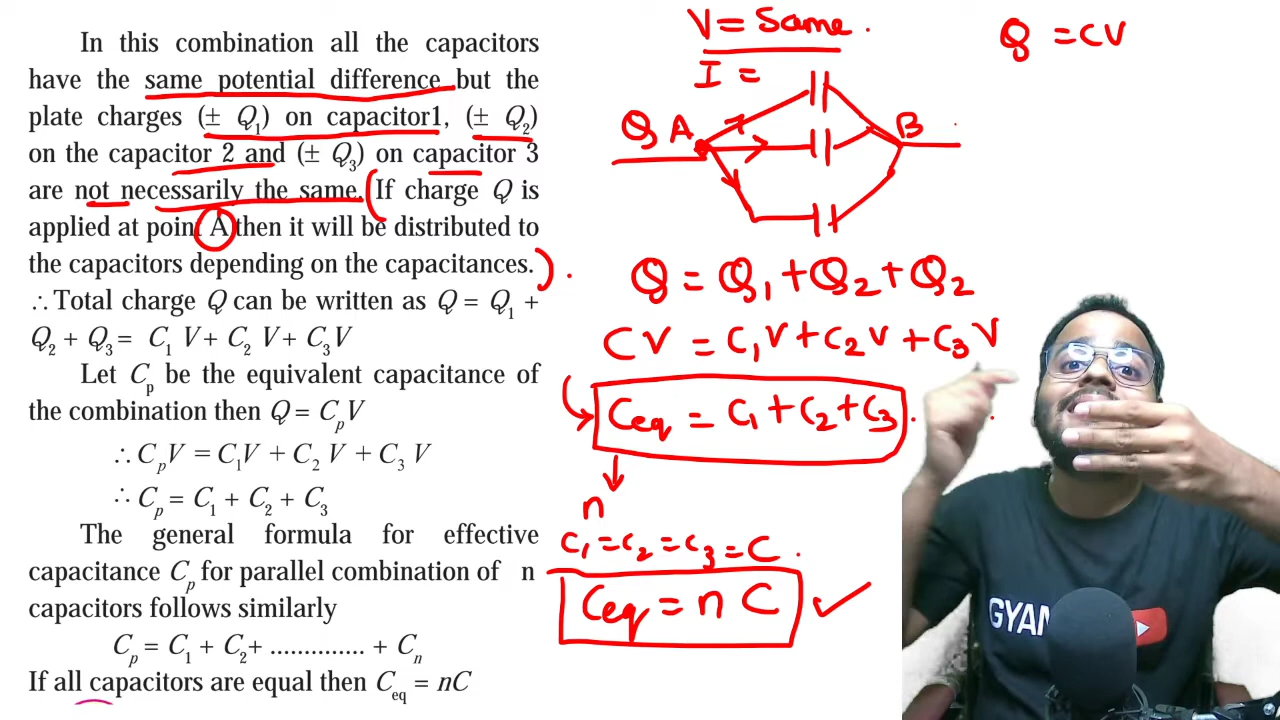 In this combination all the capacitors
have the same potential difference but the
plate charges (± Q₁) on capacitor1, (± Q₂)
on the capacitor 2 and (± Q₃) on capacitor 3
are not necessarily the same. (If charge Q is
applied at poin A then it will be distributed to
the capacitors depending on the capacitances. ) .
∴ Total charge Q can be written as Q = Q₁ +
Q₂ + Q₃ = C₁ V + C₂ V + C₃V
Let Cₚ be the equivalent capacitance of
the combination then Q = CₚV
∴ CₚV = C₁V + C₂ V + C₃ V
∴ Cₚ = C₁ + C₂ + C₃
The general formula for effective
capacitance Cₚ for parallel combination of n
capacitors follows similarly
Cₚ = C₁ + C₂+ .............. + Cₙ
If all capacitors are equal then Cₑq = nC
V = Same .
I =
Q A B
Q = Q₁ + Q₂ + Q₂
CV = C₁V + C₂V + C₃V
Ceq = C₁ + C₂ + C₃ .
n
C₁ = C₂ = C₃ = C .
Ceq = n C ✓
Q = CV
GYAN